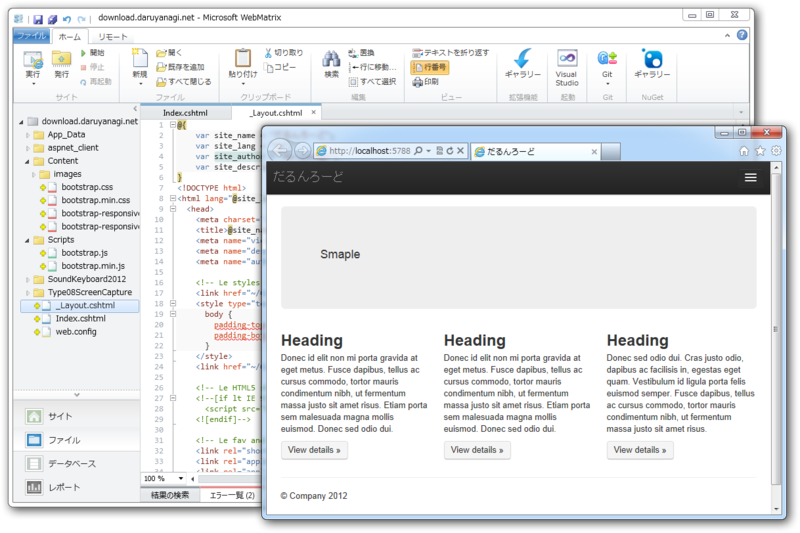 download.daruyanagi.net - Microsoft WebMatrix
ファイル ホーム リモート
実行
発行
開始
停止
再起動
サイト
新規
開く
既存を追加
すべて閉じる
ファイル
貼り付け
切り取り
コピー
クリップボード
検索
置換
行に移動...
すべて選択
編集
テキストを折り返す
行番号
印刷
ビュー
ギャラリー
拡張機能
Visual
Studio
起動
Git
Git
ギャラリー
NuGet
download.daruyanagi.net
App_Data
aspnet_client
Content
images
bootstrap.css
bootstrap.min.css
bootstrap-responsive
bootstrap-responsive
Scripts
bootstrap.js
bootstrap.min.js
SoundKeyboard2012
Type08ScreenCapture
_Layout.cshtml
Index.cshtml
web.config
サイト
ファイル
データベース
レポート
Index.cshtml _Layout.cshtml
1 @{
2 var site_name
3 var site_lang
4 var site_autho
5 var site_descri
6 }
7 <!DOCTYPE html>
8 <html lang="@site_
9 <head>
10 <meta charset="
11 <title>@site_na
12 <meta name="vie
13 <meta name="des
14 <meta name="aut
15
16 <!-- Le styles
17 <link href="~/
18 <style type="te
19 body {
20 padding-to
21 padding-bo
22 }
23 </style>
24 <link href="~/
25
26 <!-- Le HTML5 s
27 <!--[if lt IE
28 <script src="
29 <![endif]-->
30
31 <!-- Le fav and
32 <link rel="shor
33 <link rel="appl
100 %
結果の検索 エラー一覧 (2)
http://localhost:5788
だるんろーど
だるんろーど
Smaple
Heading
Donec id elit non mi porta gravida at
eget metus. Fusce dapibus, tellus ac
cursus commodo, tortor mauris
condimentum nibh, ut fermentum
massa justo sit amet risus. Etiam porta
sem malesuada magna mollis
euismod. Donec sed odio dui.
View details »
Heading
Donec id elit non mi porta gravida at
eget metus. Fusce dapibus, tellus ac
cursus commodo, tortor mauris
condimentum nibh, ut fermentum
massa justo sit amet risus. Etiam porta
sem malesuada magna mollis
euismod. Donec sed odio dui.
View details »
Heading
Donec sed odio dui. Cras justo odio,
dapibus ac facilisis in, egestas eget
quam. Vestibulum id ligula porta felis
euismod semper. Fusce dapibus, tellus
ac cursus commodo, tortor mauris
condimentum nibh, ut fermentum
massa justo sit amet risus.
View details »
© Company 2012